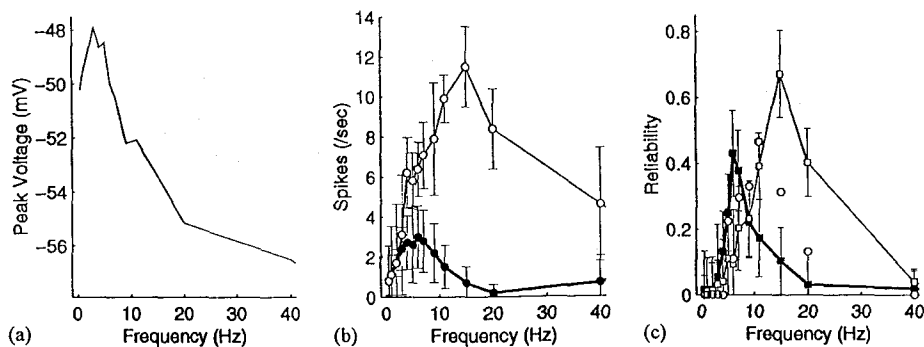 −48
−50
−52
−54
−56
Peak Voltage (mV)
0 10 20 30 40
Frequency (Hz)
(a)
14
12
10
8
6
4
2
0
Spikes (/sec)
0 10 20 30 40
Frequency (Hz)
(b)
0.8
0.6
0.4
0.2
0
Reliability
0 10 20 30 40
Frequency (Hz)
(c)